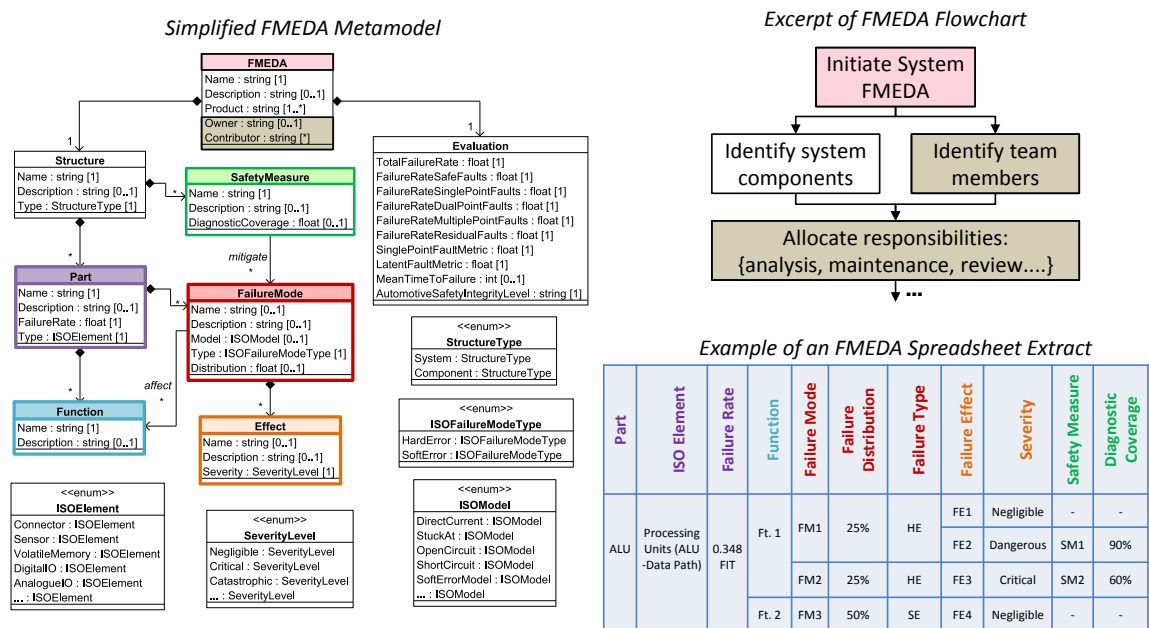 Simplified FMEDA Metamodel
FMEDA
Name : string [1]
Description : string [0..1]
Product : string [1..*]
Owner : string [0..1]
Contributor : string [*]
1
1
Structure
Name : string [1]
Description : string [0..1]
Type : StructureType [1]
*
*
SafetyMeasure
Name : string [1]
Description : string [0..1]
DiagnosticCoverage : float [0..1]
mitigate
*
Evaluation
TotalFailureRate : float [1]
FailureRateSafeFaults : float [1]
FailureRateSinglePointFaults : float [1]
FailureRateDualPointFaults : float [1]
FailureRateMultiplePointFaults : float [1]
FailureRateResidualFaults : float [1]
SinglePointFaultMetric : float [1]
LatentFaultMetric : float [1]
MeanTimeToFailure : int [0..1]
AutomotiveSafetyIntegrityLevel : string [1]
Part
Name : string [1]
Description : string [0..1]
FailureRate : float [1]
Type : ISOElement [1]
*
*
FailureMode
Name : string [0..1]
Description : string [0..1]
Model : ISOModel [0..1]
Type : ISOFailureModeType [1]
Distribution : float [0..1]
affect
*
*
Function
Name : string [1]
Description : string [0..1]
Effect
Name : string [0..1]
Description : string [0..1]
Severity : SeverityLevel [1]
<<enum>>
StructureType
System : StructureType
Component : StructureType
<<enum>>
ISOFailureModeType
HardError : ISOFailureModeType
SoftError : ISOFailureModeType
<<enum>>
ISOElement
Connector : ISOElement
Sensor : ISOElement
VolatileMemory : ISOElement
DigitalIO : ISOElement
AnalogueIO : ISOElement
... : ISOElement
<<enum>>
SeverityLevel
Negligible : SeverityLevel
Critical : SeverityLevel
Catastrophic : SeverityLevel
... : SeverityLevel
<<enum>>
ISOModel
DirectCurrent : ISOModel
StuckAt : ISOModel
OpenCircuit : ISOModel
ShortCircuit : ISOModel
SoftErrorModel : ISOModel
... : ISOModel
Excerpt of FMEDA Flowchart
Initiate System
FMEDA
Identify system
components
Identify team
members
Allocate responsibilities:
{analysis, maintenance, review....}
...
Example of an FMEDA Spreadsheet Extract
Part
ISO Element
Failure Rate
Function
Failure Mode
Failure
Distribution
Failure Type
Failure Effect
Severity
Safety Measure
Diagnostic
Coverage
ALU
Processing
Units (ALU
-Data Path)
0.348
FIT
Ft. 1
FM1
25%
HE
FE1
Negligible
-
-
FE2
Dangerous
SM1
90%
FM2
25%
HE
FE3
Critical
SM2
60%
Ft. 2
FM3
50%
SE
FE4
Negligible
-
-